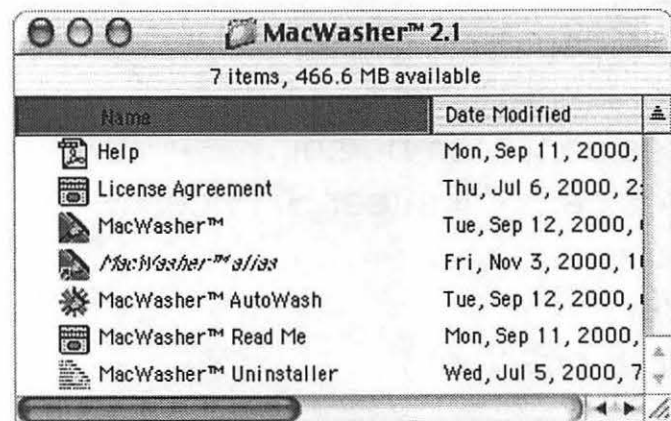 MacWasher™ 2.1
7 items, 466.6 MB available
Name Date Modified
Help Mon, Sep 11, 2000,
License Agreement Thu, Jul 6, 2000, 2:
MacWasher™ Tue, Sep 12, 2000,
MacWasher™ alias Fri, Nov 3, 2000, 1
MacWasher™ AutoWash Tue, Sep 12, 2000,
MacWasher™ Read Me Mon, Sep 11, 2000,
MacWasher™ Uninstaller Wed, Jul 5, 2000, 7